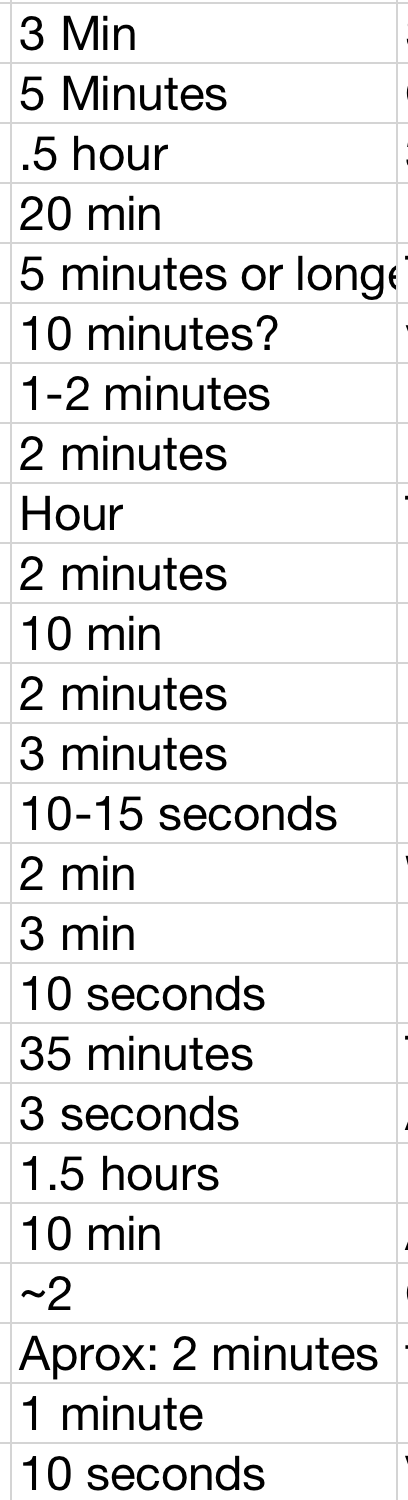 3 Min
5 Minutes
.5 hour
20 min
5 minutes or longe
10 minutes?
1-2 minutes
2 minutes
Hour
2 minutes
10 min
2 minutes
3 minutes
10-15 seconds
2 min
3 min
10 seconds
35 minutes
3 seconds
1.5 hours
10 min
~2
Aprox: 2 minutes
1 minute
10 seconds